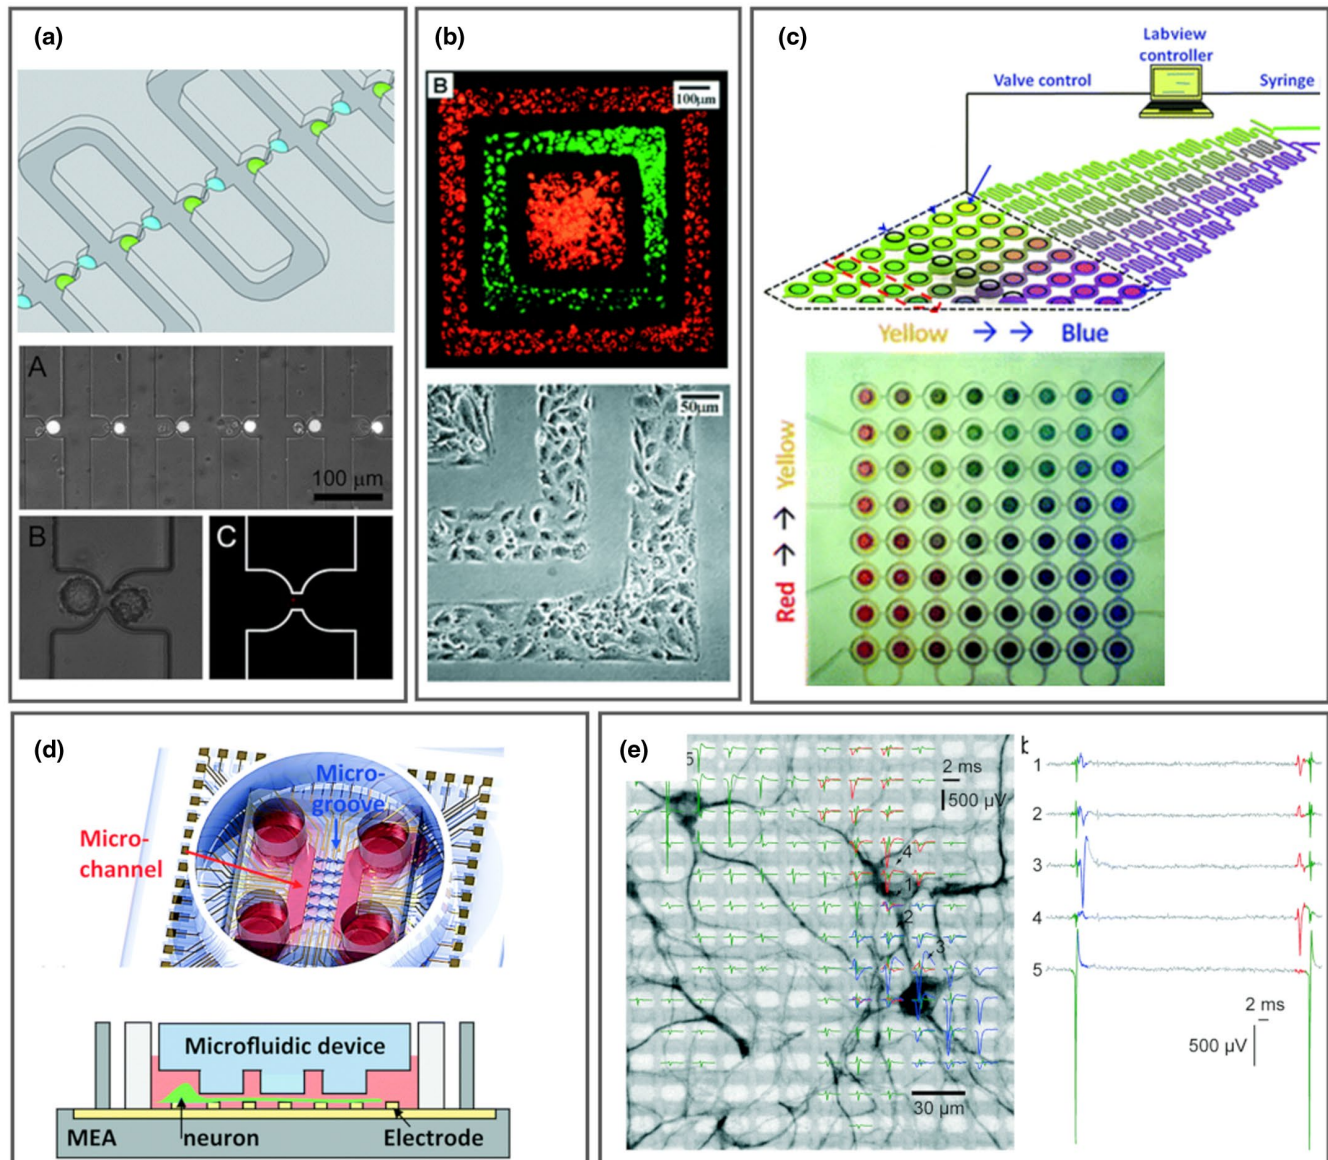 (a)
A
100 μm
B
C
(b)
B
100μm
50μm
(c)
Labview
controller
Valve control
Syringe
Yellow → → Blue
Red → → Yellow
(d)
Micro-
groove
Micro-
channel
Microfluidic device
MEA
neuron
Electrode
(e)
5
2 ms
500 μV
4
1
2
3
30 μm
b
1
2
3
4
5
2 ms
500 μV